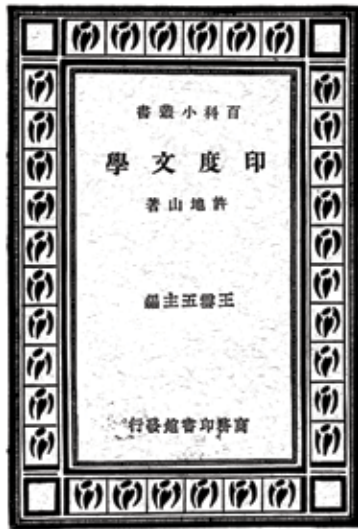 百科小叢書
印度文學
許地山著
王雲五主編
商務印書館發行